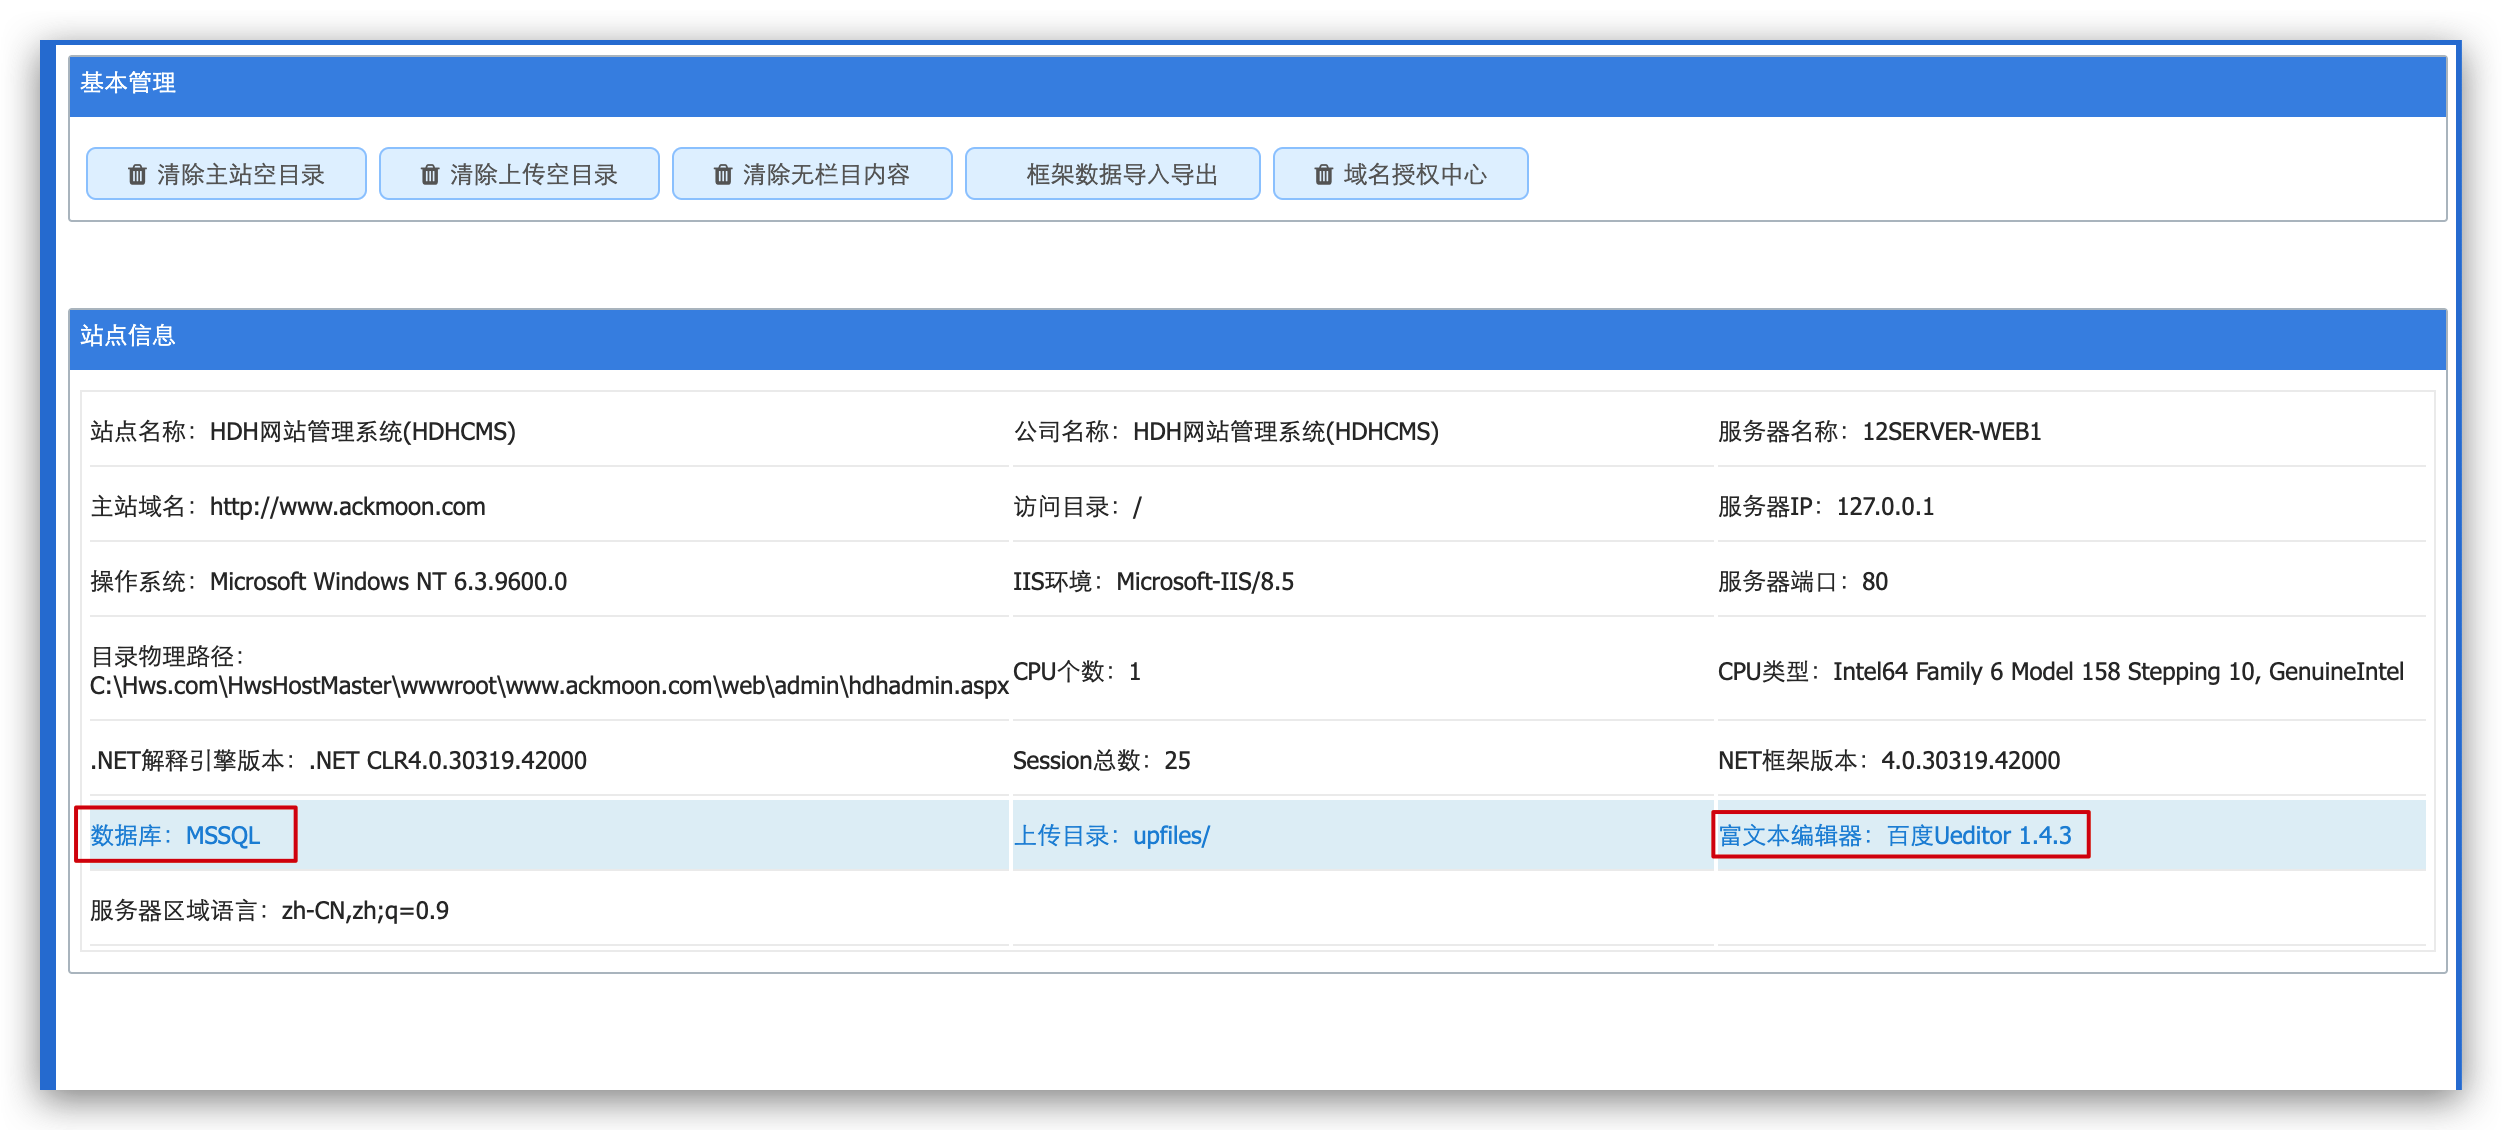 基本管理
清除主站空目录 清除上传空目录 清除无栏目内容 框架数据导入导出 域名授权中心
站点信息
站点名称：HDH网站管理系统(HDHCMS) 公司名称：HDH网站管理系统(HDHCMS) 服务器名称：12SERVER-WEB1
主站域名：http://www.ackmoon.com 访问目录：/ 服务器IP：127.0.0.1
操作系统：Microsoft Windows NT 6.3.9600.0 IIS环境：Microsoft-IIS/8.5 服务器端口：80
目录物理路径：
C:\Hws.com\HwsHostMaster\wwwroot\www.ackmoon.com\web\admin\hdhadmin.aspx CPU个数：1 CPU类型：Intel64 Family 6 Model 158 Stepping 10, GenuineIntel
.NET解释引擎版本：.NET CLR4.0.30319.42000 Session总数：25 NET框架版本：4.0.30319.42000
数据库：MSSQL 上传目录：upfiles/ 富文本编辑器：百度Ueditor 1.4.3
服务器区域语言：zh-CN,zh;q=0.9